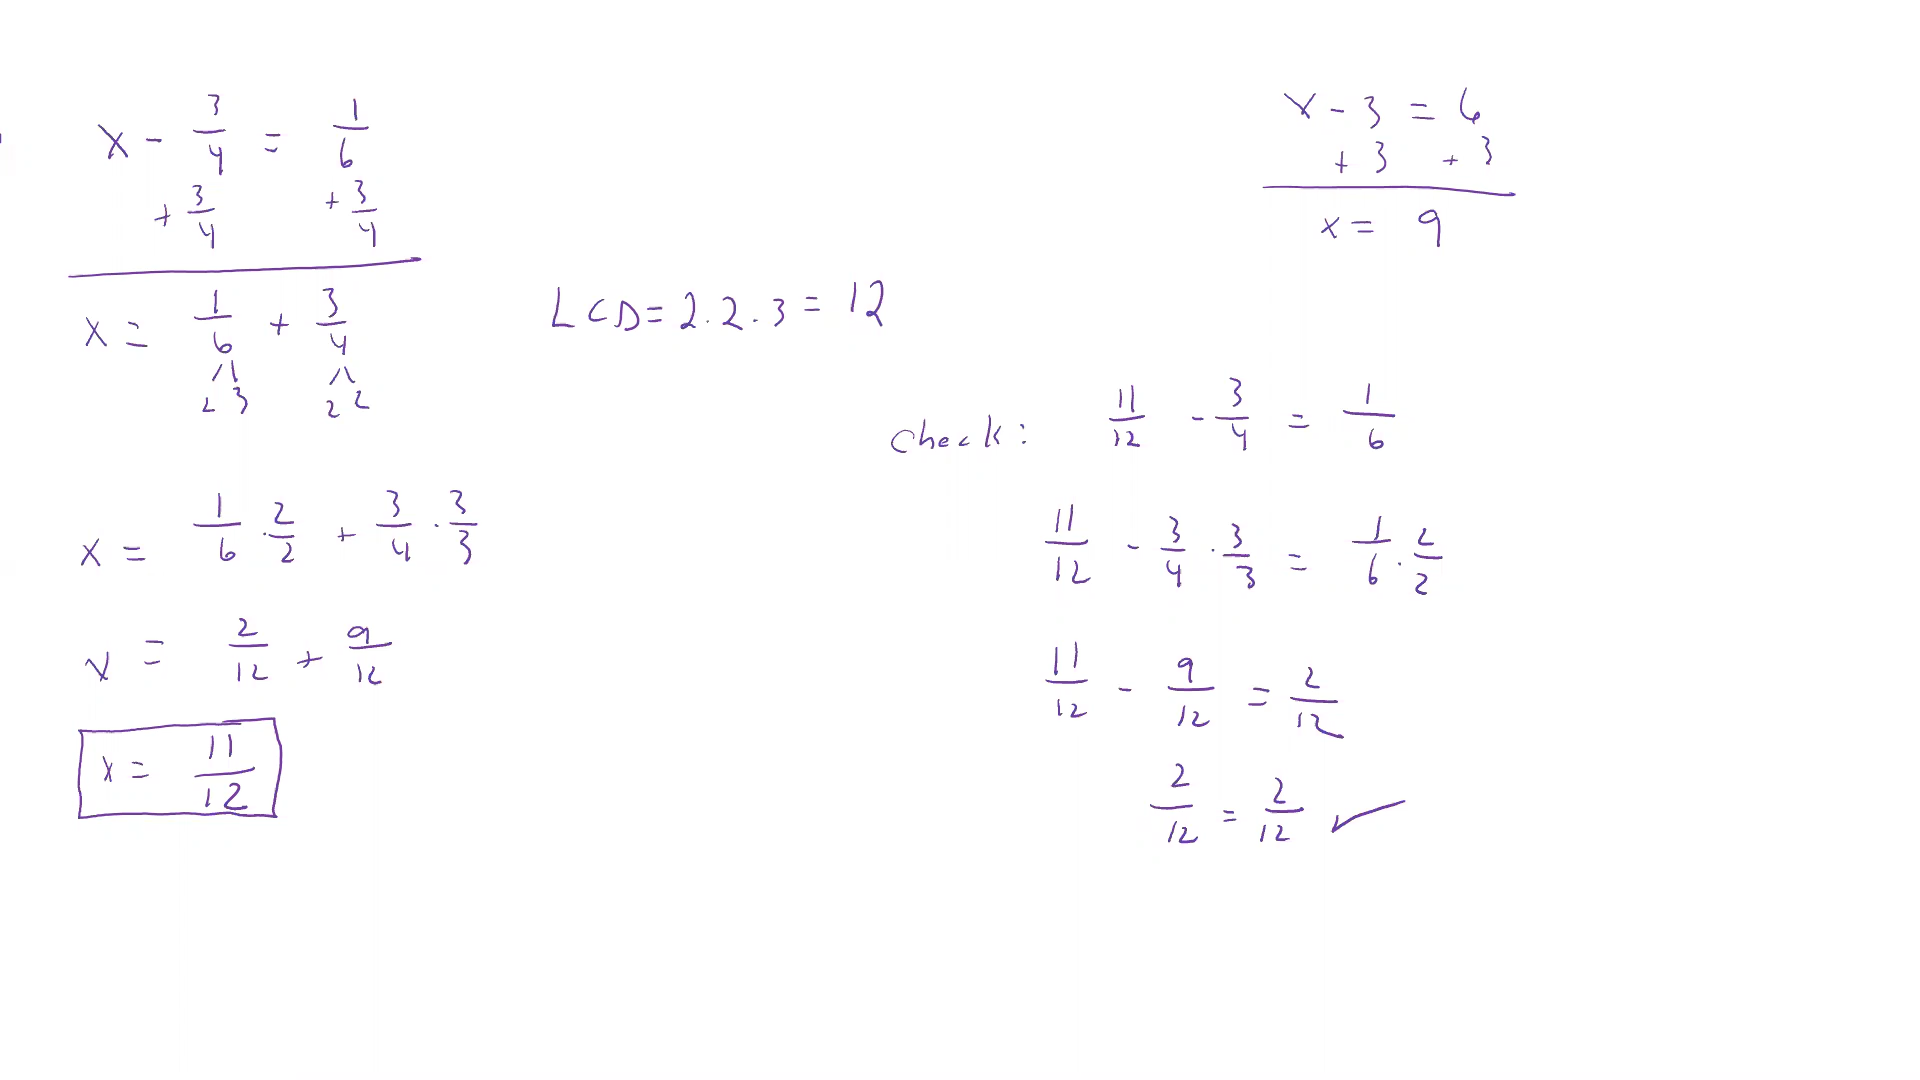 x - 3/4 = 1/6
+ 3/4 + 3/4
x = 1/6 + 3/4
2 3 2 2
x = 1/6 · 2/2 + 3/4 · 3/3
x = 2/12 + 9/12
x = 11/12
LCD = 2 · 2 · 3 = 12
x - 3 = 6
+ 3 + 3
x = 9
check: 11/12 - 3/4 = 1/6
11/12 - 3/4 · 3/3 = 1/6 · 2/2
11/12 - 9/12 = 2/12
2/12 = 2/12 ✓